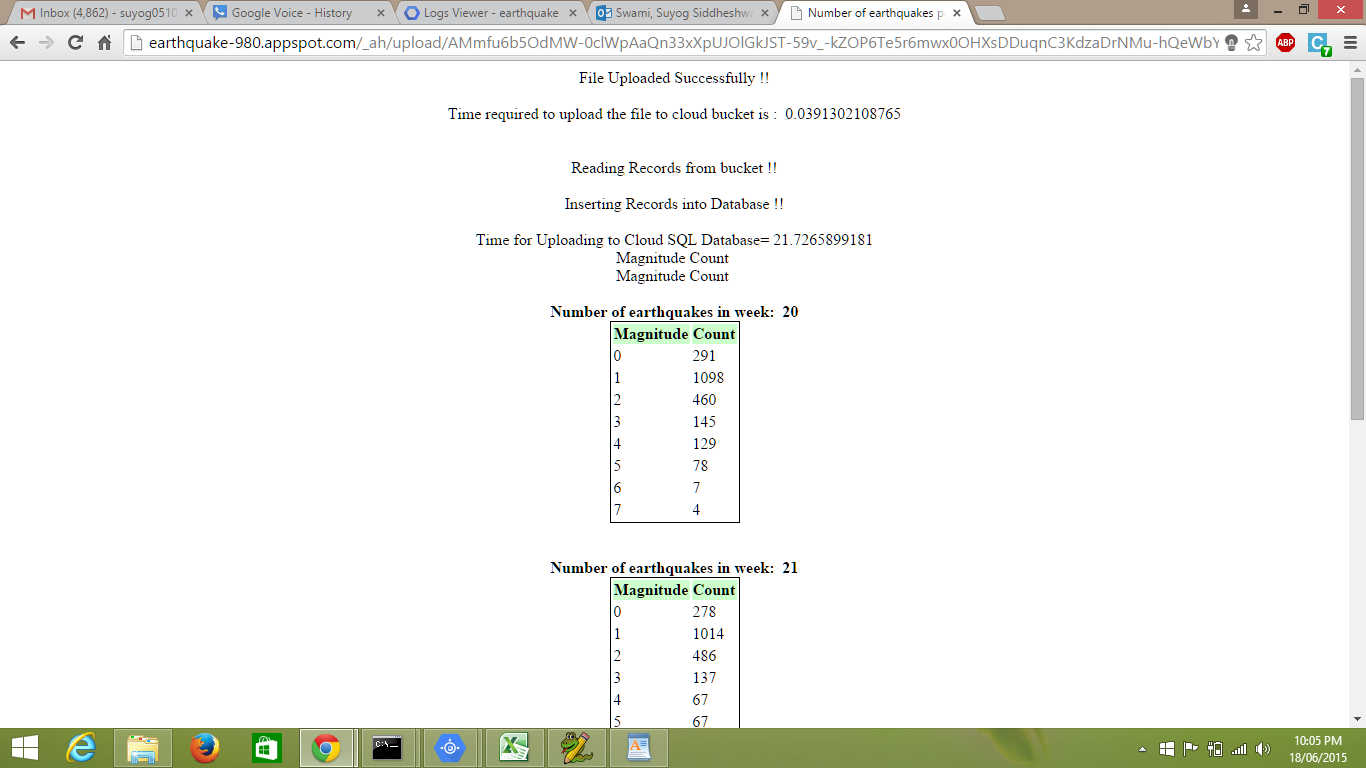 Inbox (4,862) - suyog0510
Google Voice - History
Logs Viewer - earthquake
Swami, Suyog Siddheshwa
Number of earthquakes p
earthquake-980.appspot.com/_ah/upload/
ABP
C 7
File Uploaded Successfully !!
Time required to upload the file to cloud bucket is : 0.0391302108765
Reading Records from bucket !!
Inserting Records into Database !!
Time for Uploading to Cloud SQL Database= 21.7265899181
Magnitude Count
Magnitude Count
Number of earthquakes in week: 20
Magnitude Count
0 291
1 1098
2 460
3 145
4 129
5 78
6 7
7 4
Number of earthquakes in week: 21
Magnitude Count
0 278
1 1014
2 486
3 137
4 67
5 67
C:\
10:05 PM
18/06/2015